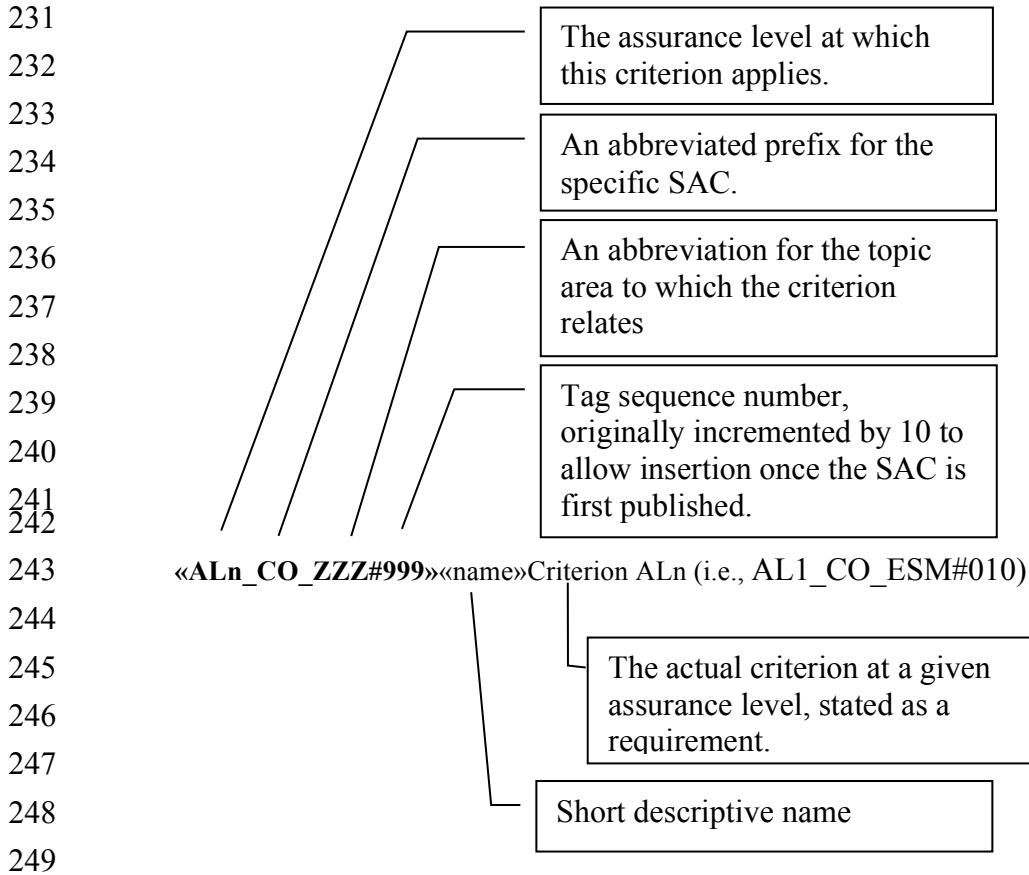 231
The assurance level at which
232
this criterion applies.
233
An abbreviated prefix for the
234
specific SAC.
235
236
An abbreviation for the topic
area to which the criterion
237
relates
238
239
Tag sequence number,
originally incremented by 10 to
240
allow insertion once the SAC is
241
first published.
242
243 «ALn_CO_ZZZ#999»«name»Criterion ALn (i.e., AL1_CO_ESM#010)
244
245
The actual criterion at a given
246
assurance level, stated as a
requirement.
247
248
Short descriptive name
249